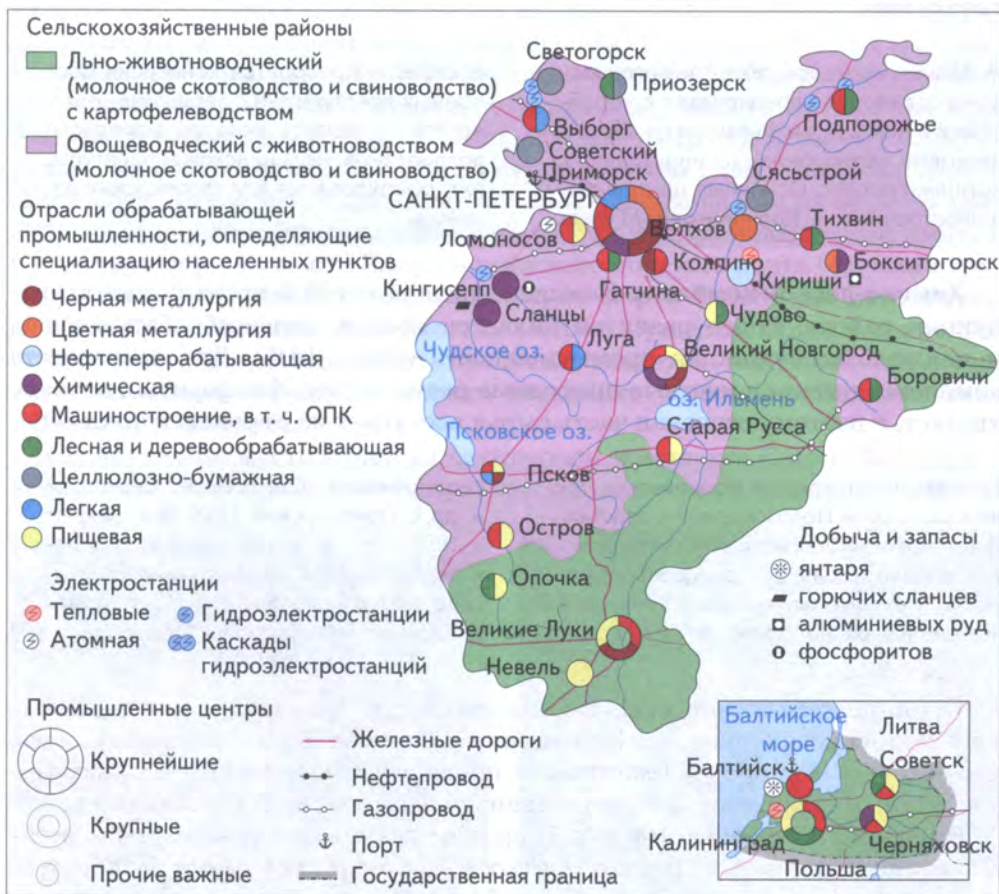 Сельскохозяйственные районы
Льно-животноводческий
(молочное скотоводство и свиноводство)
с картофелеводством
Овощеводческий с животноводством
(молочное скотоводство и свиноводство)
Отрасли обрабатывающей
промышленности, определяющие
специализацию населенных пунктов
Черная металлургия
Цветная металлургия
Нефтеперерабатывающая
Химическая
Машиностроение, в т. ч. ОПК
Лесная и деревообрабатывающая
Целлюлозно-бумажная
Легкая
Пищевая
Электростанции
Тепловые
Гидроэлектростанции
Атомная
Каскады
гидроэлектростанций
Промышленные центры
Крупнейшие
Крупные
Прочие важные
Железные дороги
Нефтепровод
Газопровод
Порт
Государственная граница
Добыча и запасы
янтаря
горючих сланцев
алюминиевых руд
фосфоритов
Светогорск
Приозерск
Выборг
Советский
Приморск
САНКТ-ПЕТЕРБУРГ
Подпорожье
Сясьстрой
Волхов
Тихвин
Ломоносов
Колпино
Бокситогорск
Кингисепп
Гатчина
Кириши
Сланцы
Чудово
Чудское оз.
Луга
Великий Новгород
Боровичи
оз. Ильмень
Псковское оз.
Старая Русса
Псков
Остров
Опочка
Великие Луки
Невель
Балтийское
море
Литва
Балтийск
Советск
Калининград
Черняховск
Польша